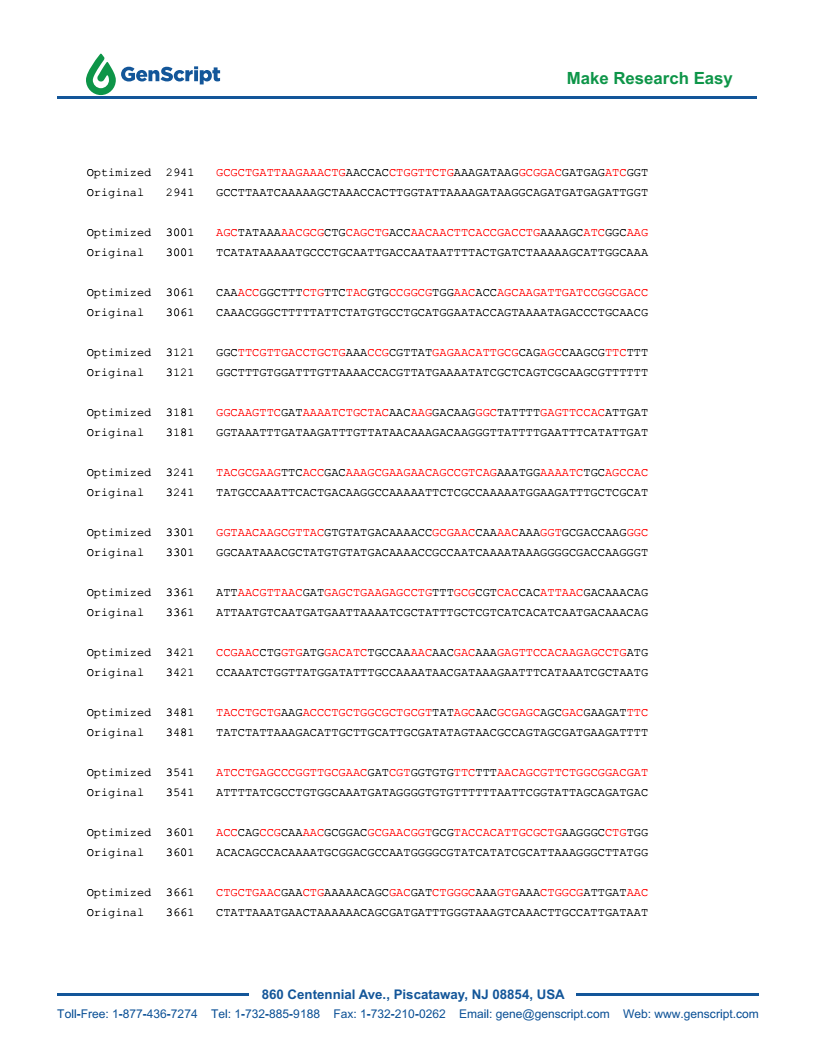 GenScript
Make Research Easy
Optimized 2941 GCGCTGATTAAGAAACTGAACCACCTGGTTCTGAAAGATAAGGCGGACGATGAGATCGGT
Original 2941 GCCTTAATCAAAAAGCTAAACCACTTGGTATTAAAAGATAAGGCAGATGATGAGATTGGT
Optimized 3001 AGCTATAAAAACGCGCTGCAGCTGACCAACAACTTCACCGACCTGAAAAGCATCGGCAAG
Original 3001 TCATATAAAAATGCCCTGCAATTGACCAATAATTTTACTGATCTAAAAAGCATTGGCAAA
Optimized 3061 CAAACCGGCTTTCTGTTCTACGTGCCGGCGTGGAACACCAGCAAGATTGATCCGGCGACC
Original 3061 CAAACGGGCTTTTTATTCTATGTGCCTGCATGGAATACCAGTAAAATAGACCCTGCAACG
Optimized 3121 GGCTTCGTTGACCTGCTGAAACCGCGTTATGAGAACATTGCGCAGAGCCAAGCGTTCTTT
Original 3121 GGCTTTGTGGATTTGTTAAAACCACGTTATGAAAATATCGCTCAGTCGCAAGCGTTTTTT
Optimized 3181 GGCAAGTTCGATAAAATCTGCTACAACAAGGACAAGGGCTATTTTGAGTTCCACATTGAT
Original 3181 GGTAAATTTGATAAGATTTGTTATAACAAAGACAAGGGTTATTTTGAATTTCATATTGAT
Optimized 3241 TACGCGAAGTTCACCGACAAAGCGAAGAACAGCCGTCAGAAATGGAAAATCTGCAGCCAC
Original 3241 TATGCCAAATTCACTGACAAGGCCAAAAATTCTCGCCAAAAATGGAAGATTTGCTCGCAT
Optimized 3301 GGTAACAAGCGTTACGTGTATGACAAAACCGCGAACCAAAACAAAGGTGCGACCAAGGGC
Original 3301 GGCAATAAACGCTATGTGTATGACAAAACCGCCAATCAAAATAAAGGGGCGACCAAGGGT
Optimized 3361 ATTAACGTTAACGATGAGCTGAAGAGCCTGTTTGCGCGTCACCACATTAACGACAAACAG
Original 3361 ATTAATGTCAATGATGAATTAAAATCGCTATTTGCTCGTCATCACATCAATGACAAACAG
Optimized 3421 CCGAACCTGGTGATGGACATCTGCCAAAACAACGACAAAGAGTTCCACAAGAGCCTGATG
Original 3421 CCAAATCTGGTTATGGATATTTGCCAAAATAACGATAAAGAATTTCATAAATCGCTAATG
Optimized 3481 TACCTGCTGAAGACCCTGCTGGCGCTGCGTTATAGCAACGCGAGCAGCGACGAAGATTTC
Original 3481 TATCTATTAAAGACATTGCTTGCATTGCGATATAGTAACGCCAGTAGCGATGAAGATTTT
Optimized 3541 ATCCTGAGCCCGGTTGCGAACGATCGTGGTGTGTTCTTTAACAGCGTTCTGGCGGACGAT
Original 3541 ATTTTATCGCCTGTGGCAAATGATAGGGGTGTGTTTTTTAATTCGGTATTAGCAGATGAC
Optimized 3601 ACCCAGCCGCAAAACGCGGACGCGAACGGTGCGTACCACATTGCGCTGAAGGGCCTGTGG
Original 3601 ACACAGCCACAAAATGCGGACGCCAATGGGGCGTATCATATCGCATTAAAGGGCTTATGG
Optimized 3661 CTGCTGAACGAACTGAAAAACAGCGACGATCTGGGCAAAGTGAAACTGGCGATTGATAAC
Original 3661 CTATTAAATGAACTAAAAAACAGCGATGATTTGGGTAAAGTCAAACTTGCCATTGATAAT
860 Centennial Ave., Piscataway, NJ 08854, USA
Toll-Free: 1-877-436-7274 Tel: 1-732-885-9188 Fax: 1-732-210-0262 Email: gene@genscript.com Web: www.genscript.com